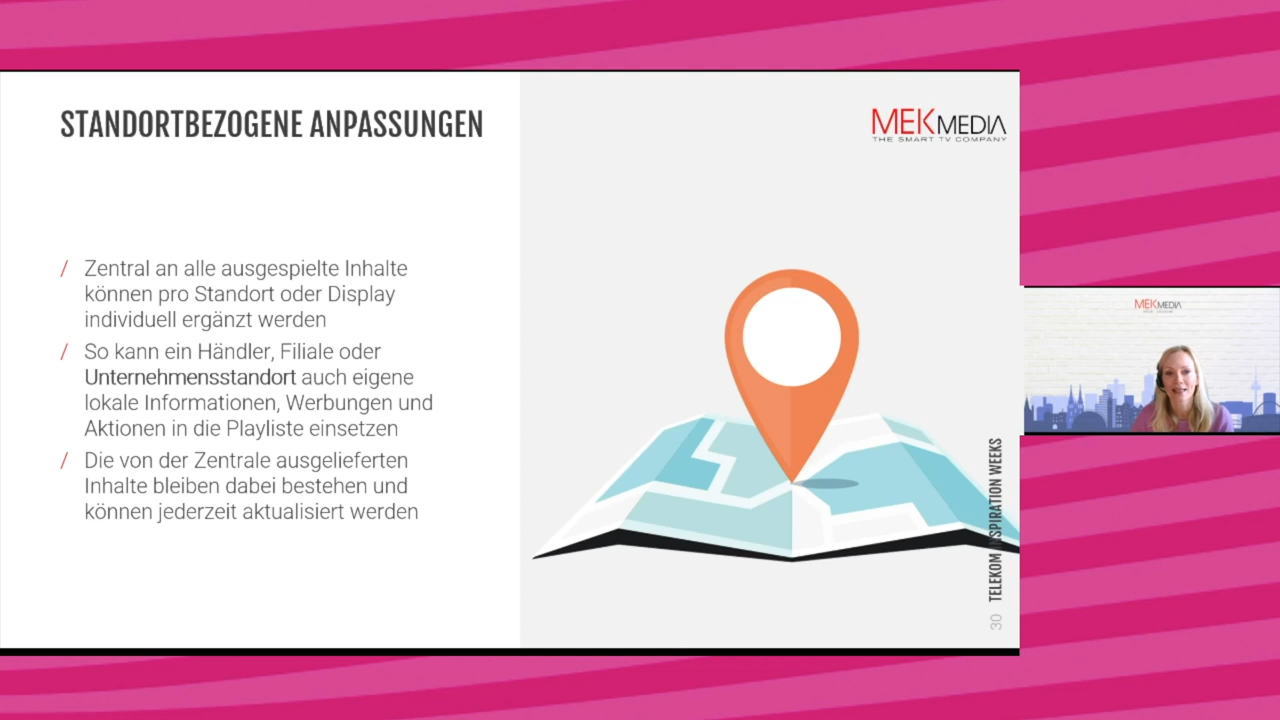 STANDORTBEZOGENE ANPASSUNGEN
MEKMEDIA
THE SMART TV COMPANY
/ Zentral an alle ausgespielte Inhalte
können pro Standort oder Display
individuell ergänzt werden
/ So kann ein Händler, Filiale oder
Unternehmensstandort auch eigene
lokale Informationen, Werbungen und
Aktionen in die Playliste einsetzen
/ Die von der Zentrale ausgelieferten
Inhalte bleiben dabei bestehen und
können jederzeit aktualisiert werden
30 TELEKOM INSPIRATION WEEKS
MEKMEDIA